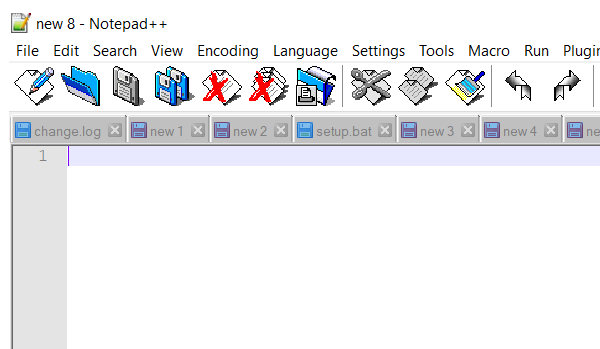 new 8 - Notepad++
File Edit Search View Encoding Language Settings Tools Macro Run Plugin
change.log new 1 new 2 setup.bat new 3 new 4 ne
1